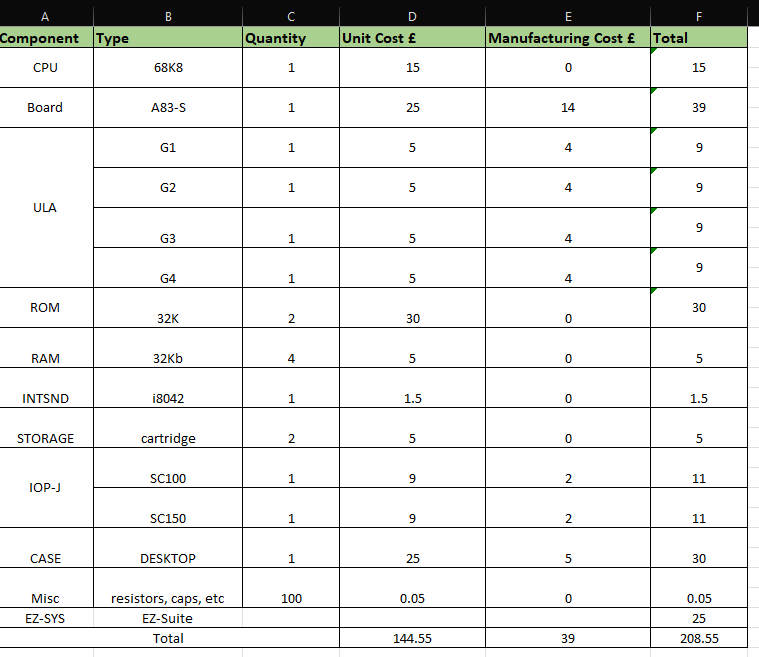 A B C D E F
Component Type Quantity Unit Cost £ Manufacturing Cost £ Total
CPU 68K8 1 15 0 15
Board A83-S 1 25 14 39
ULA
G1 1 5 4 9
G2 1 5 4 9
G3 1 5 4 9
G4 1 5 4 9
ROM 32K 2 30 0 30
RAM 32Kb 4 5 0 5
INTSND i8042 1 1.5 0 1.5
STORAGE cartridge 2 5 0 5
IOP-J
SC100 1 9 2 11
SC150 1 9 2 11
CASE DESKTOP 1 25 5 30
Misc resistors, caps, etc 100 0.05 0 0.05
EZ-SYS EZ-Suite 25
Total 144.55 39 208.55